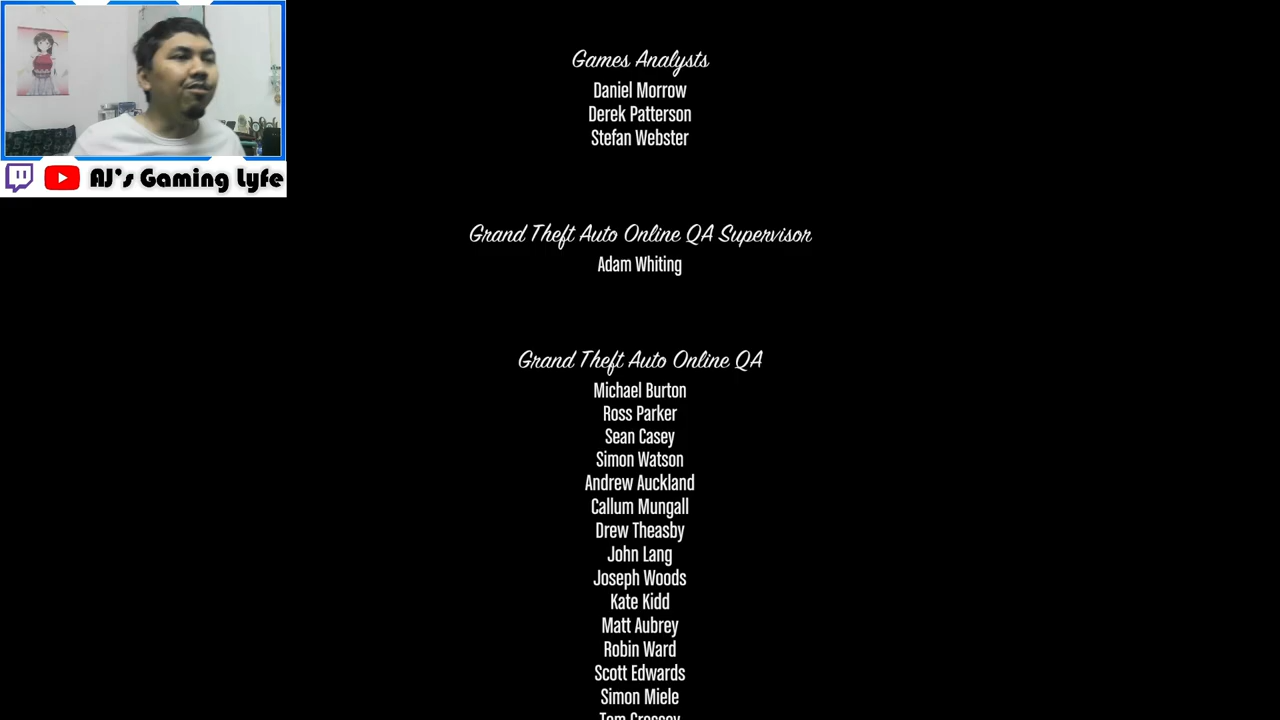 AJ's Gaming Lyfe
Games Analysts
Daniel Morrow
Derek Patterson
Stefan Webster
Grand Theft Auto Online QA Supervisor
Adam Whiting
Grand Theft Auto Online QA
Michael Burton
Ross Parker
Sean Casey
Simon Watson
Andrew Auckland
Callum Mungall
Drew Theasby
John Lang
Joseph Woods
Kate Kidd
Matt Aubrey
Robin Ward
Scott Edwards
Simon Miele